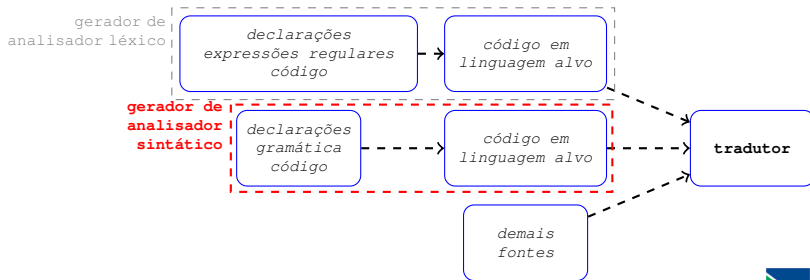 gerador de
analisador léxico
declarações
expressões regulares
código
código em
linguagem alvo
gerador de
analisador
sintático
declarações
gramática
código
código em
linguagem alvo
tradutor
demais
fontes